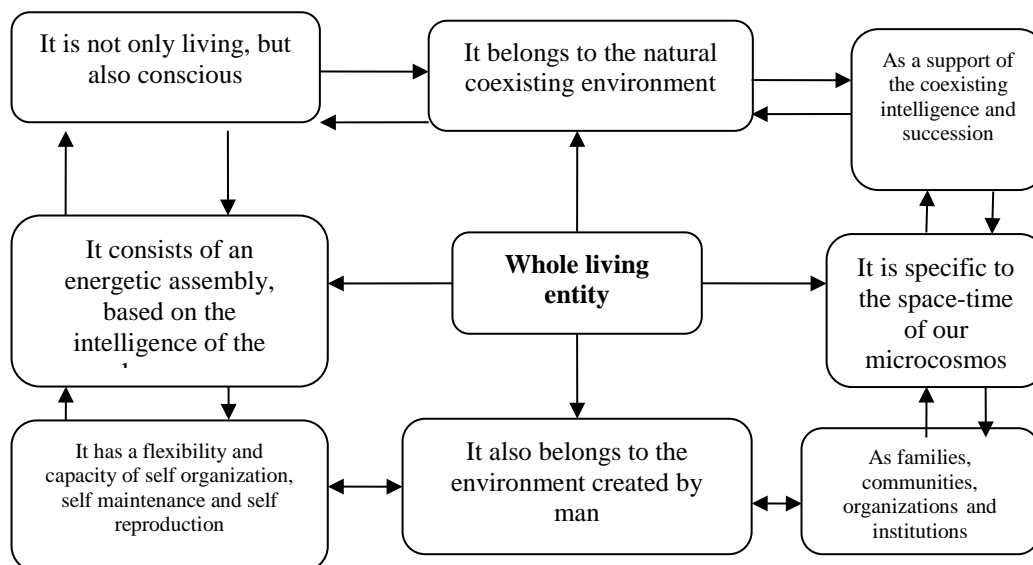 It is not only living, but
also conscious
It belongs to the natural
coexisting environment
As a support of
the coexisting
intelligence and
succession
It consists of an
energetic assembly,
based on the
intelligence of the
Whole living
entity
It is specific to
the space-time
of our
microcosmos
It has a flexibility and
capacity of self organization,
self maintenance and self
reproduction
It also belongs to the
environment created by
man
As families,
communities,
organizations and
institutions